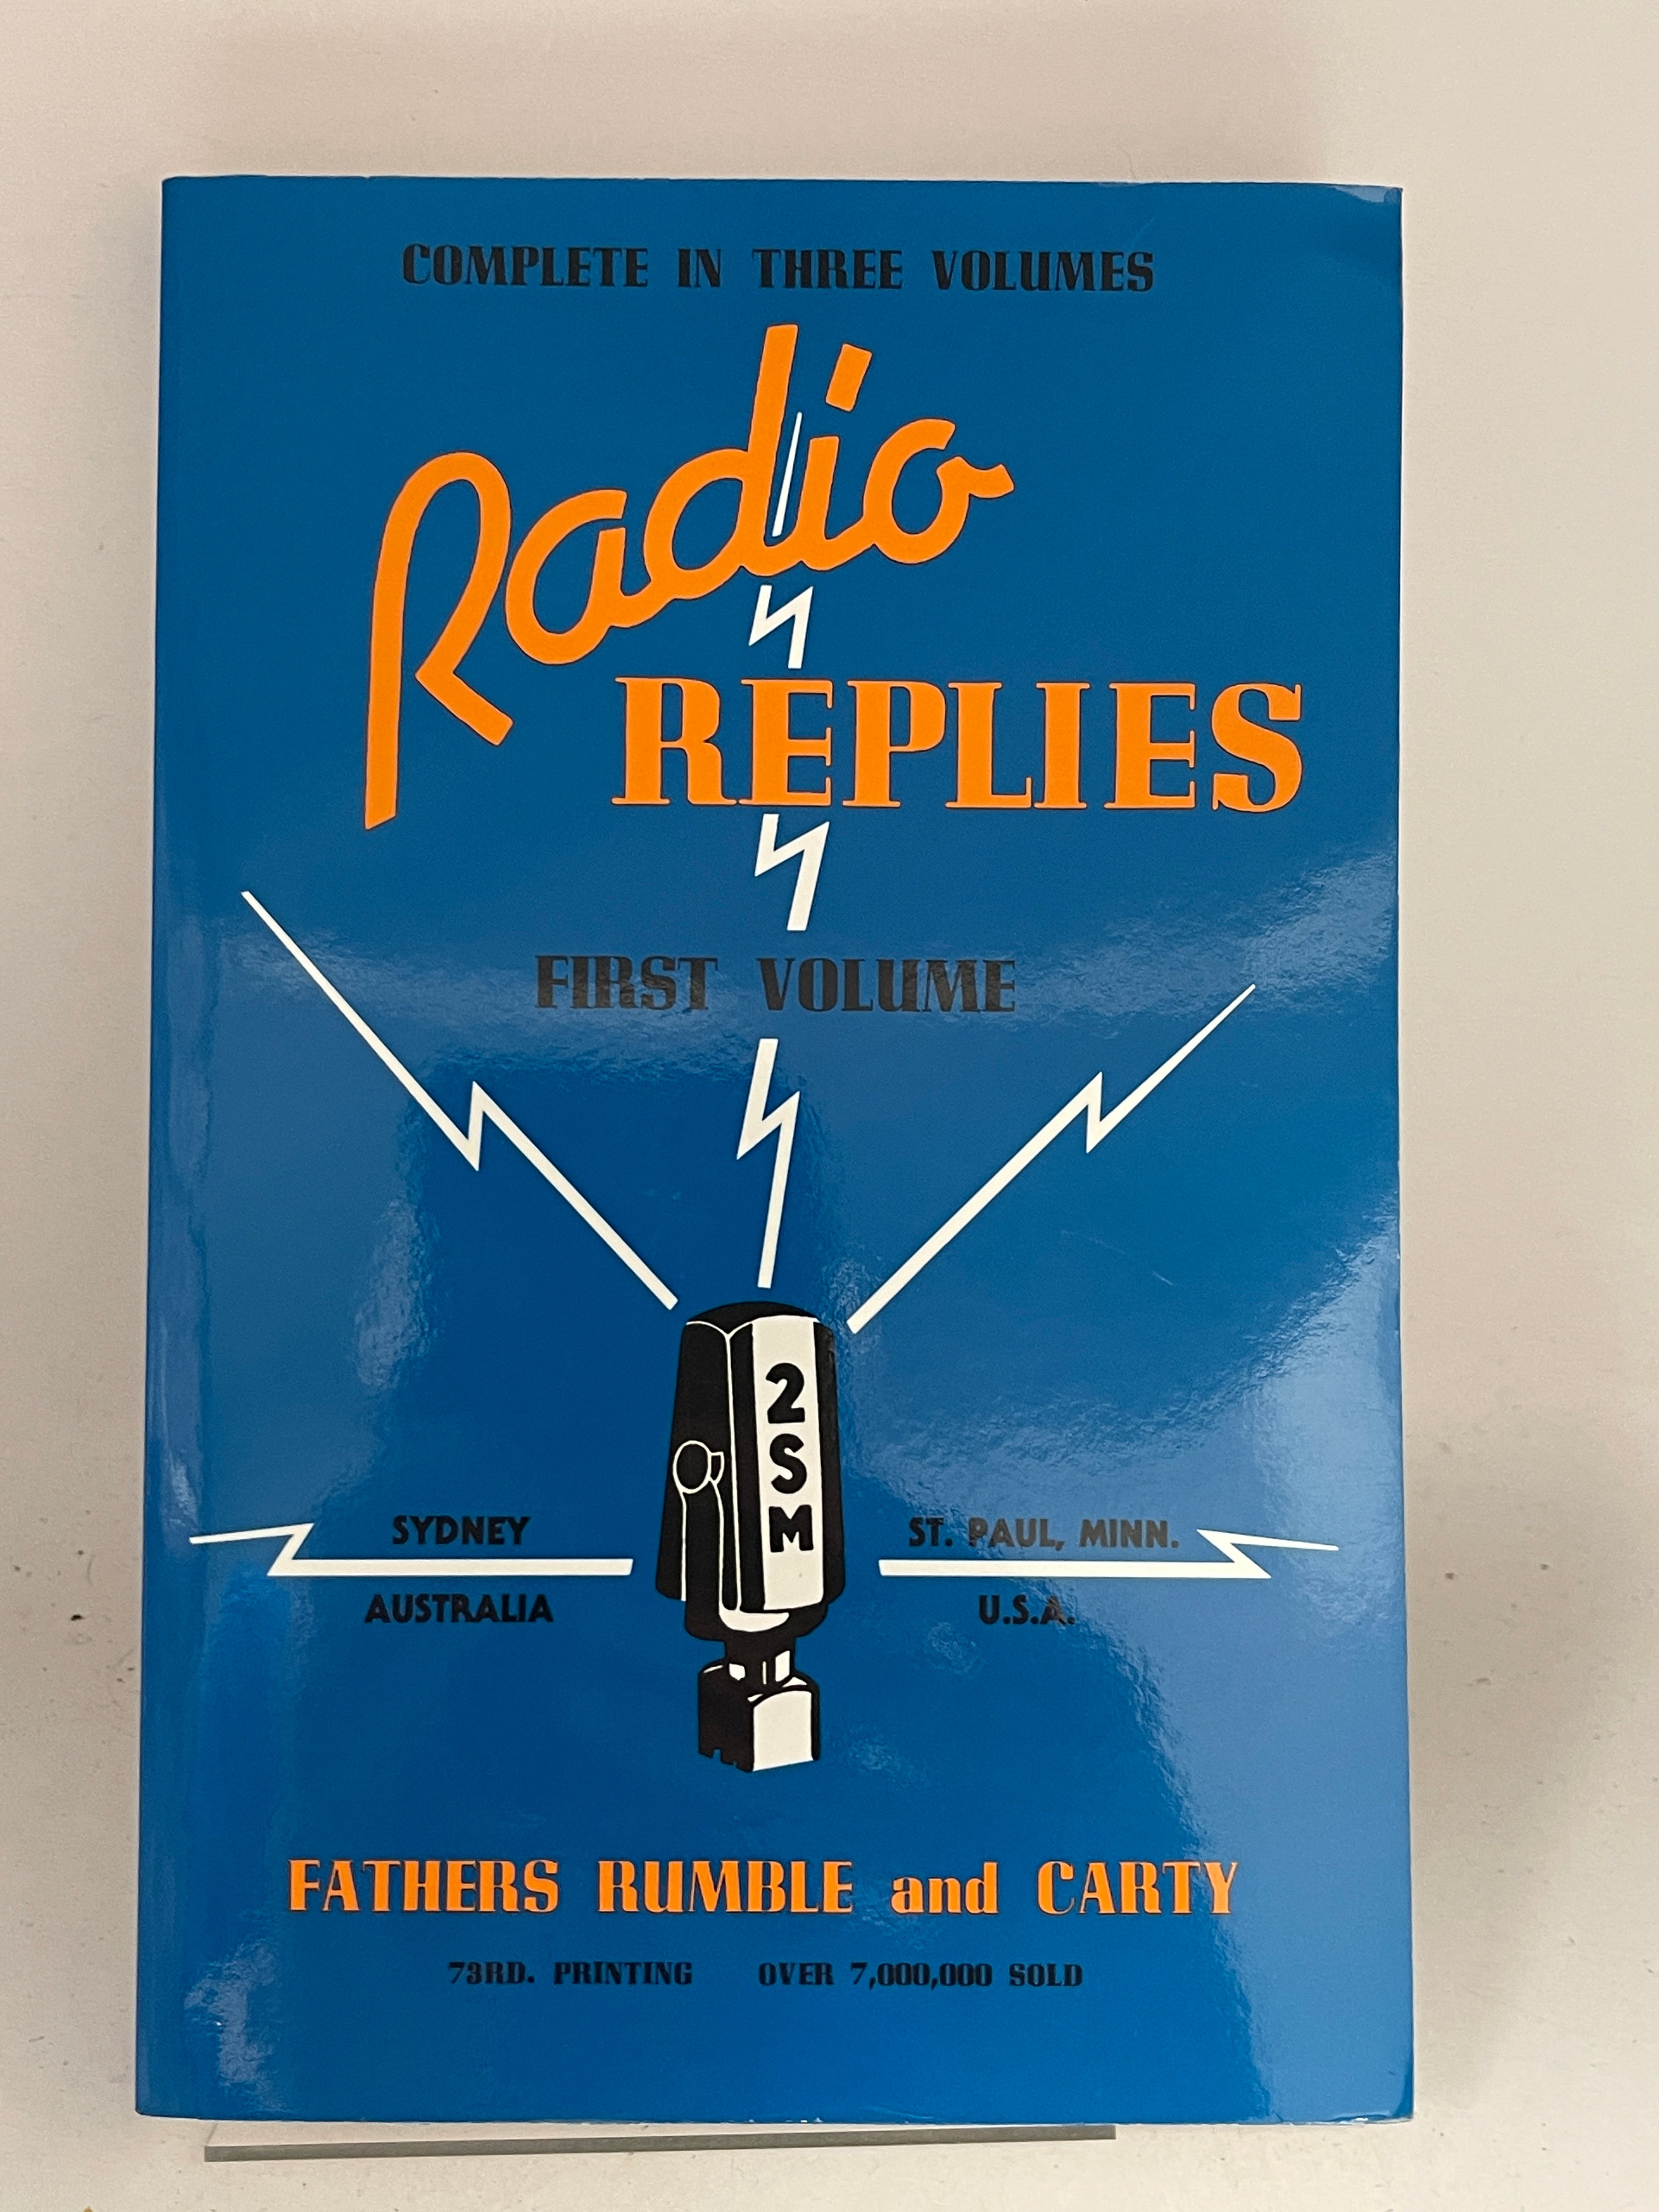 COMPLETE IN THREE VOLUMES
Radio
REPLIES
FIRST VOLUME
2
S
M
SYDNEY
AUSTRALIA
ST. PAUL, MINN.
U.S.A.
FATHERS RUMBLE and CARTY
73RD. PRINTING OVER 7,000,000 SOLD